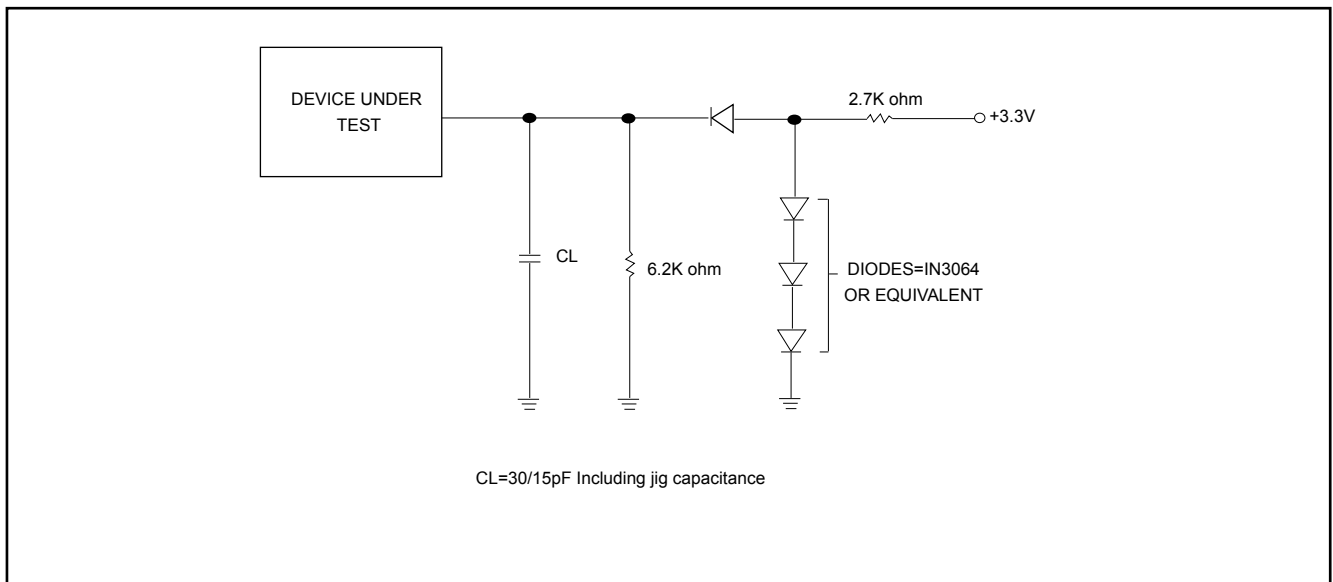 DEVICE UNDER
TEST
2.7K ohm
+3.3V
CL
6.2K ohm
DIODES=IN3064
OR EQUIVALENT
CL=30/15pF Including jig capacitance